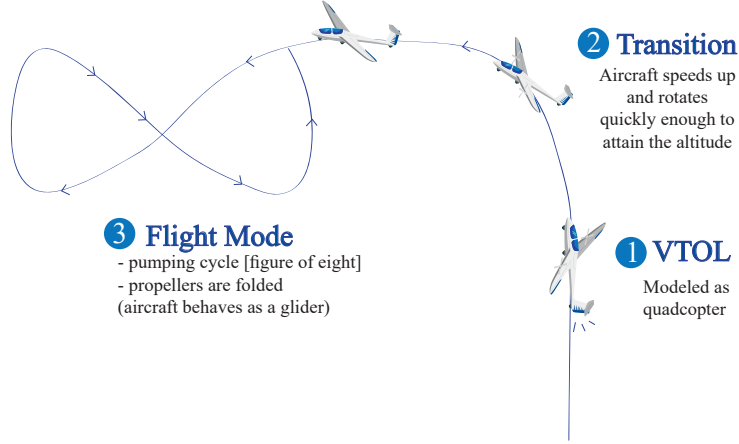 2 Transition
Aircraft speeds up
and rotates
quickly enough to
attain the altitude
3 Flight Mode
- pumping cycle [figure of eight]
- propellers are folded
(aircraft behaves as a glider)
1 VTOL
Modeled as
quadcopter